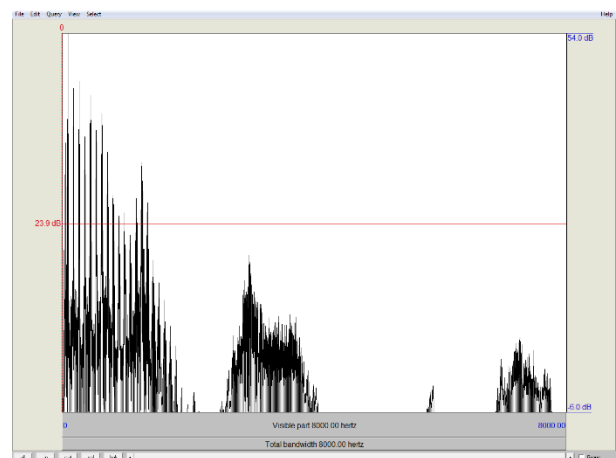 File Edit Query View Select Help
0
54.0 dB
23.9 dB
-6.0 dB
0 Visible part 8000.00 hertz 8000.00
Total bandwidth 8000.00 hertz